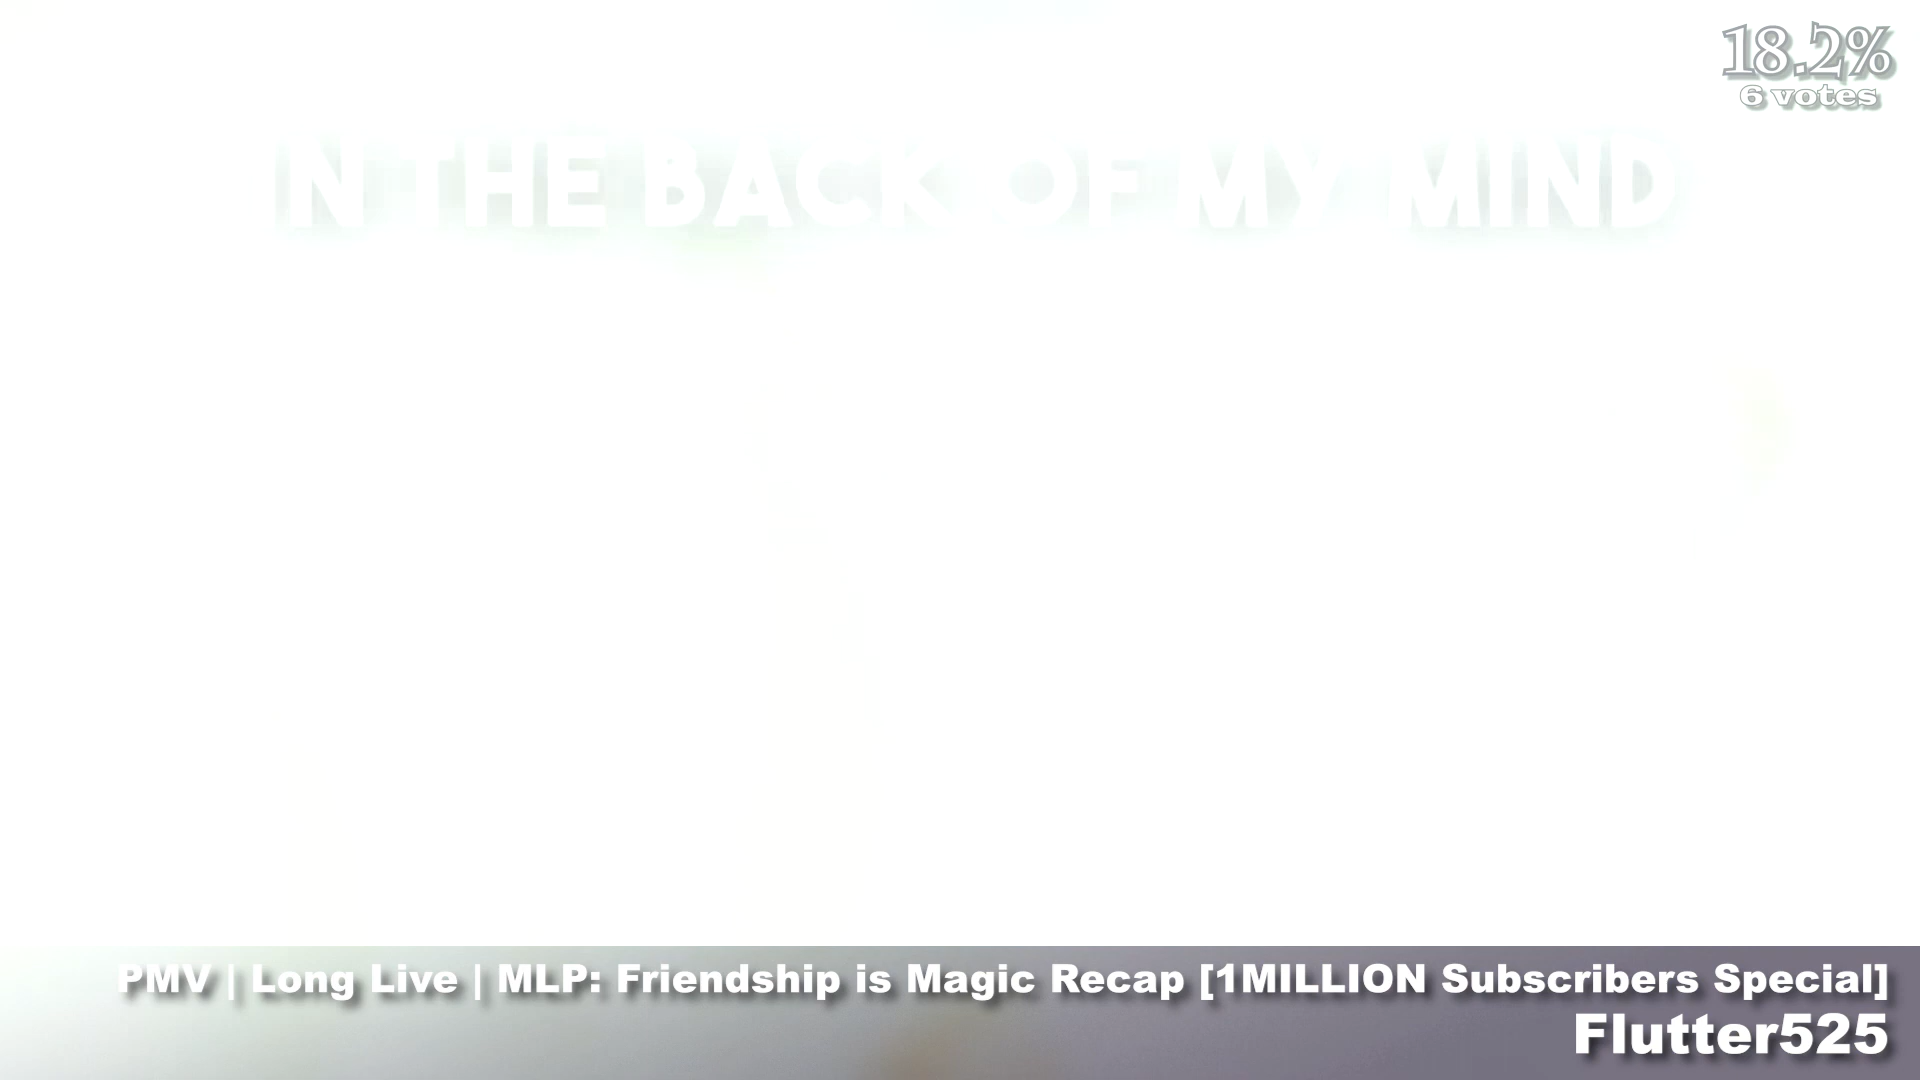 18.2%
6 votes
IN THE BACK OF MY MIND
PMV | Long Live | MLP: Friendship is Magic Recap [1MILLION Subscribers Special]
Flutter525